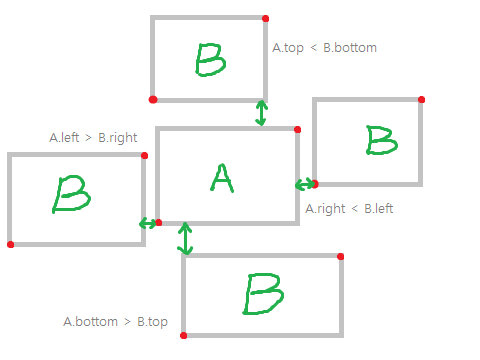 B
A.top < B.bottom
A.left > B.right
B
A
B
A.right < B.left
B
A.bottom > B.top